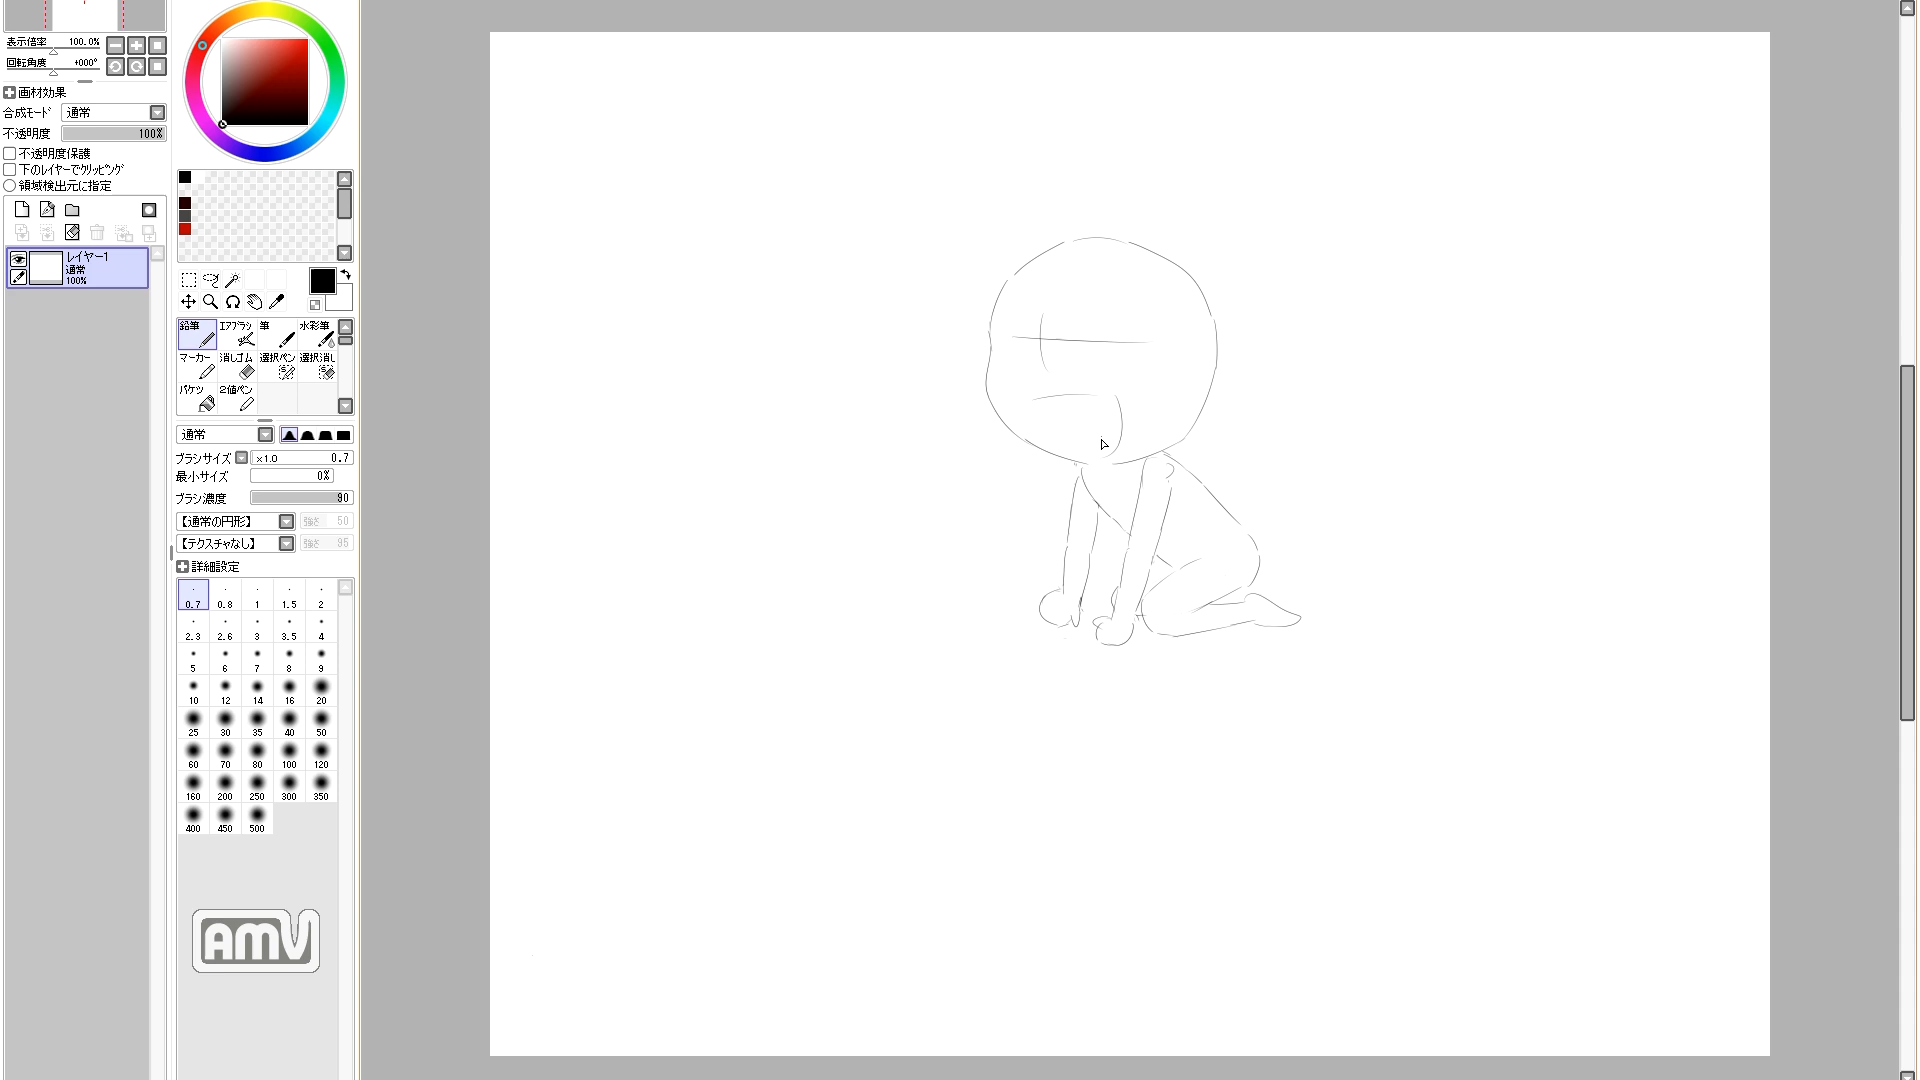 表示倍率 100.0%
回転角度 +000°
画材効果
合成モード 通常
不透明度 100%
不透明度保護
下のレイヤーでクリッピング
領域検出元に指定
レイヤー1
通常
100%
鉛筆 エアブラシ 筆 水彩筆
マーカー 消しゴム 選択ペン 選択消し
バケツ 2値ペン
通常
ブラシサイズ x1.0 0.7
最小サイズ 0%
ブラシ濃度 90
【通常の円形】 強さ 50
【テクスチャなし】 強さ 95
詳細設定
0.7 0.8 1 1.5 2
2.3 2.6 3 3.5 4
5 6 7 8 9
10 12 14 16 20
25 30 35 40 50
60 70 80 100 120
160 200 250 300 350
400 450 500
AMV